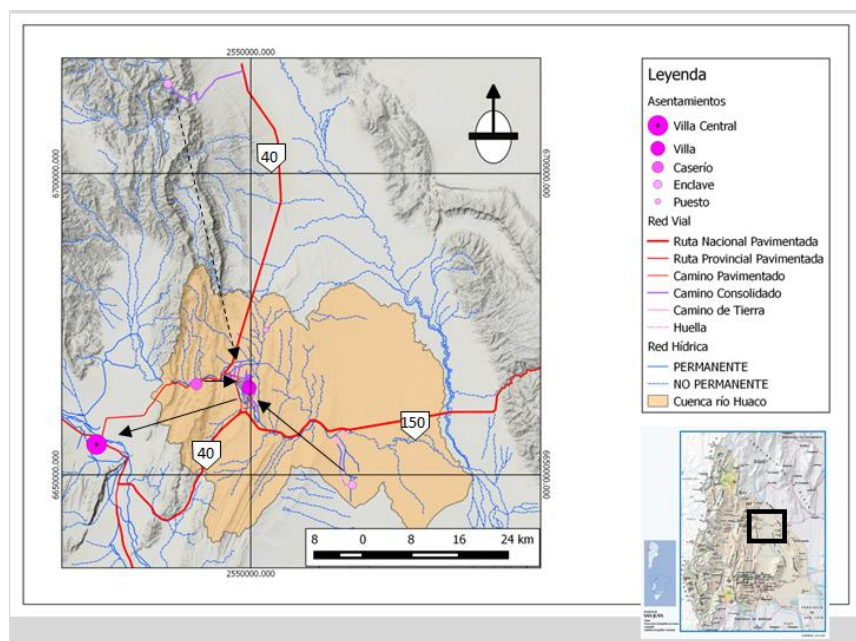 2550000.000
40
6700000.000
6700000.000
150
40
6650000.000
6650000.000
8 0 8 16 24 km
2550000.000
Leyenda
Asentamientos
Villa Central
Villa
Caserío
Enclave
Puesto
Red Vial
Ruta Nacional Pavimentada
Ruta Provincial Pavimentada
Camino Pavimentado
Camino Consolidado
Camino de Tierra
Huella
Red Hídrica
PERMANENTE
NO PERMANENTE
Cuenca río Huaco